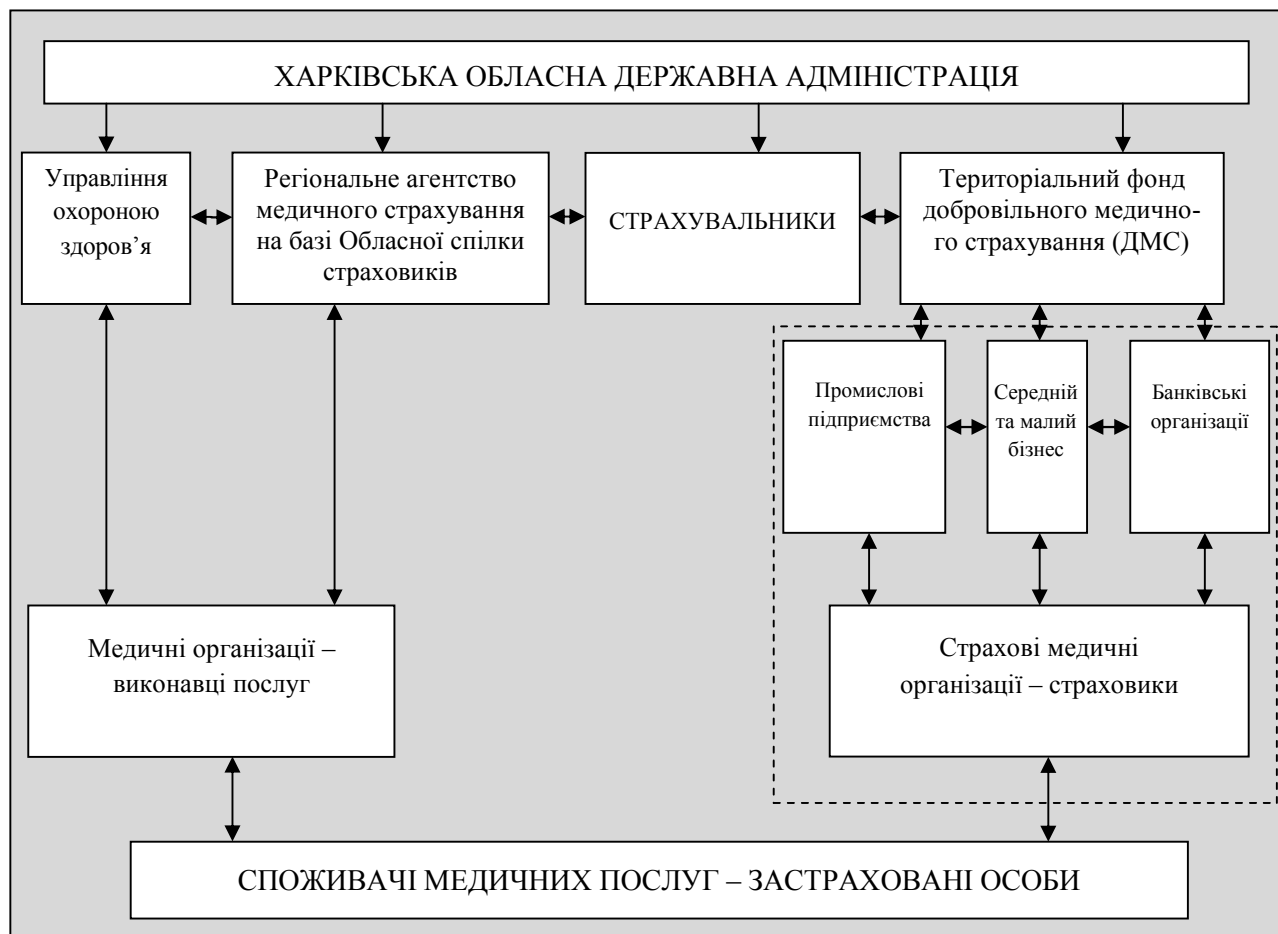 ХАРКІВСЬКА ОБЛАСНА ДЕРЖАВНА АДМІНІСТРАЦІЯ
Управління
охороною
здоров’я
Регіональне агентство
медичного страхування
на базі Обласної спілки
страховиків
СТРАХУВАЛЬНИКИ
Територіальний фонд
добровільного медично-
го страхування (ДМС)
Промислові
підприємства
Середній
та малий
бізнес
Банківські
організації
Медичні організації –
виконавці послуг
Страхові медичні
організації – страховики
СПОЖИВАЧІ МЕДИЧНИХ ПОСЛУГ – ЗАСТРАХОВАНІ ОСОБИ